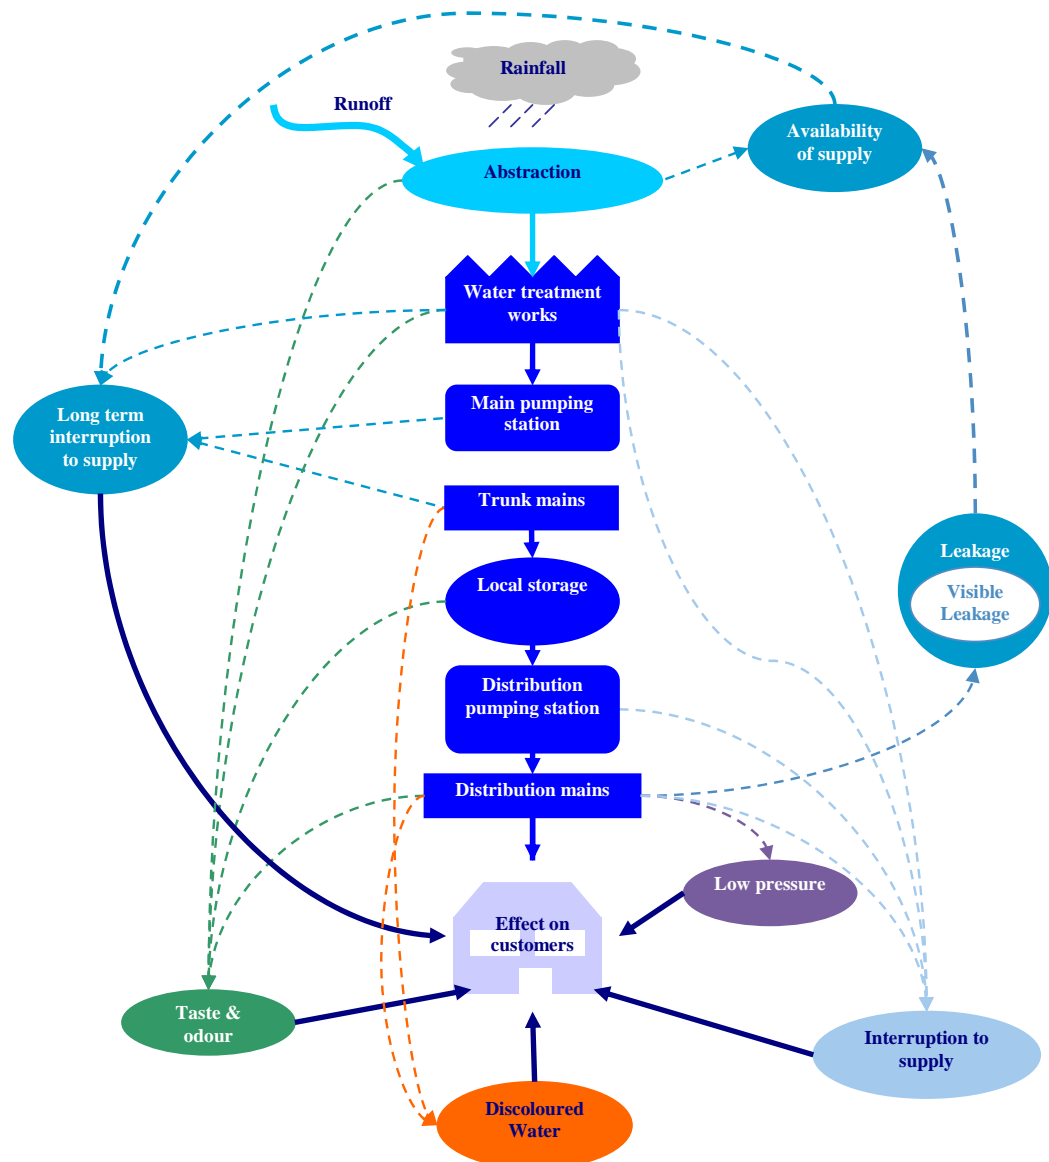 Rainfall
Runoff
Availability
of supply
Abstraction
Water treatment
works
Main pumping
station
Long term
interruption
to supply
Trunk mains
Leakage
Local storage
Visible
Leakage
Distribution
pumping station
Distribution mains
Low pressure
Effect on
customers
Taste &
odour
Interruption to
supply
Discoloured
Water